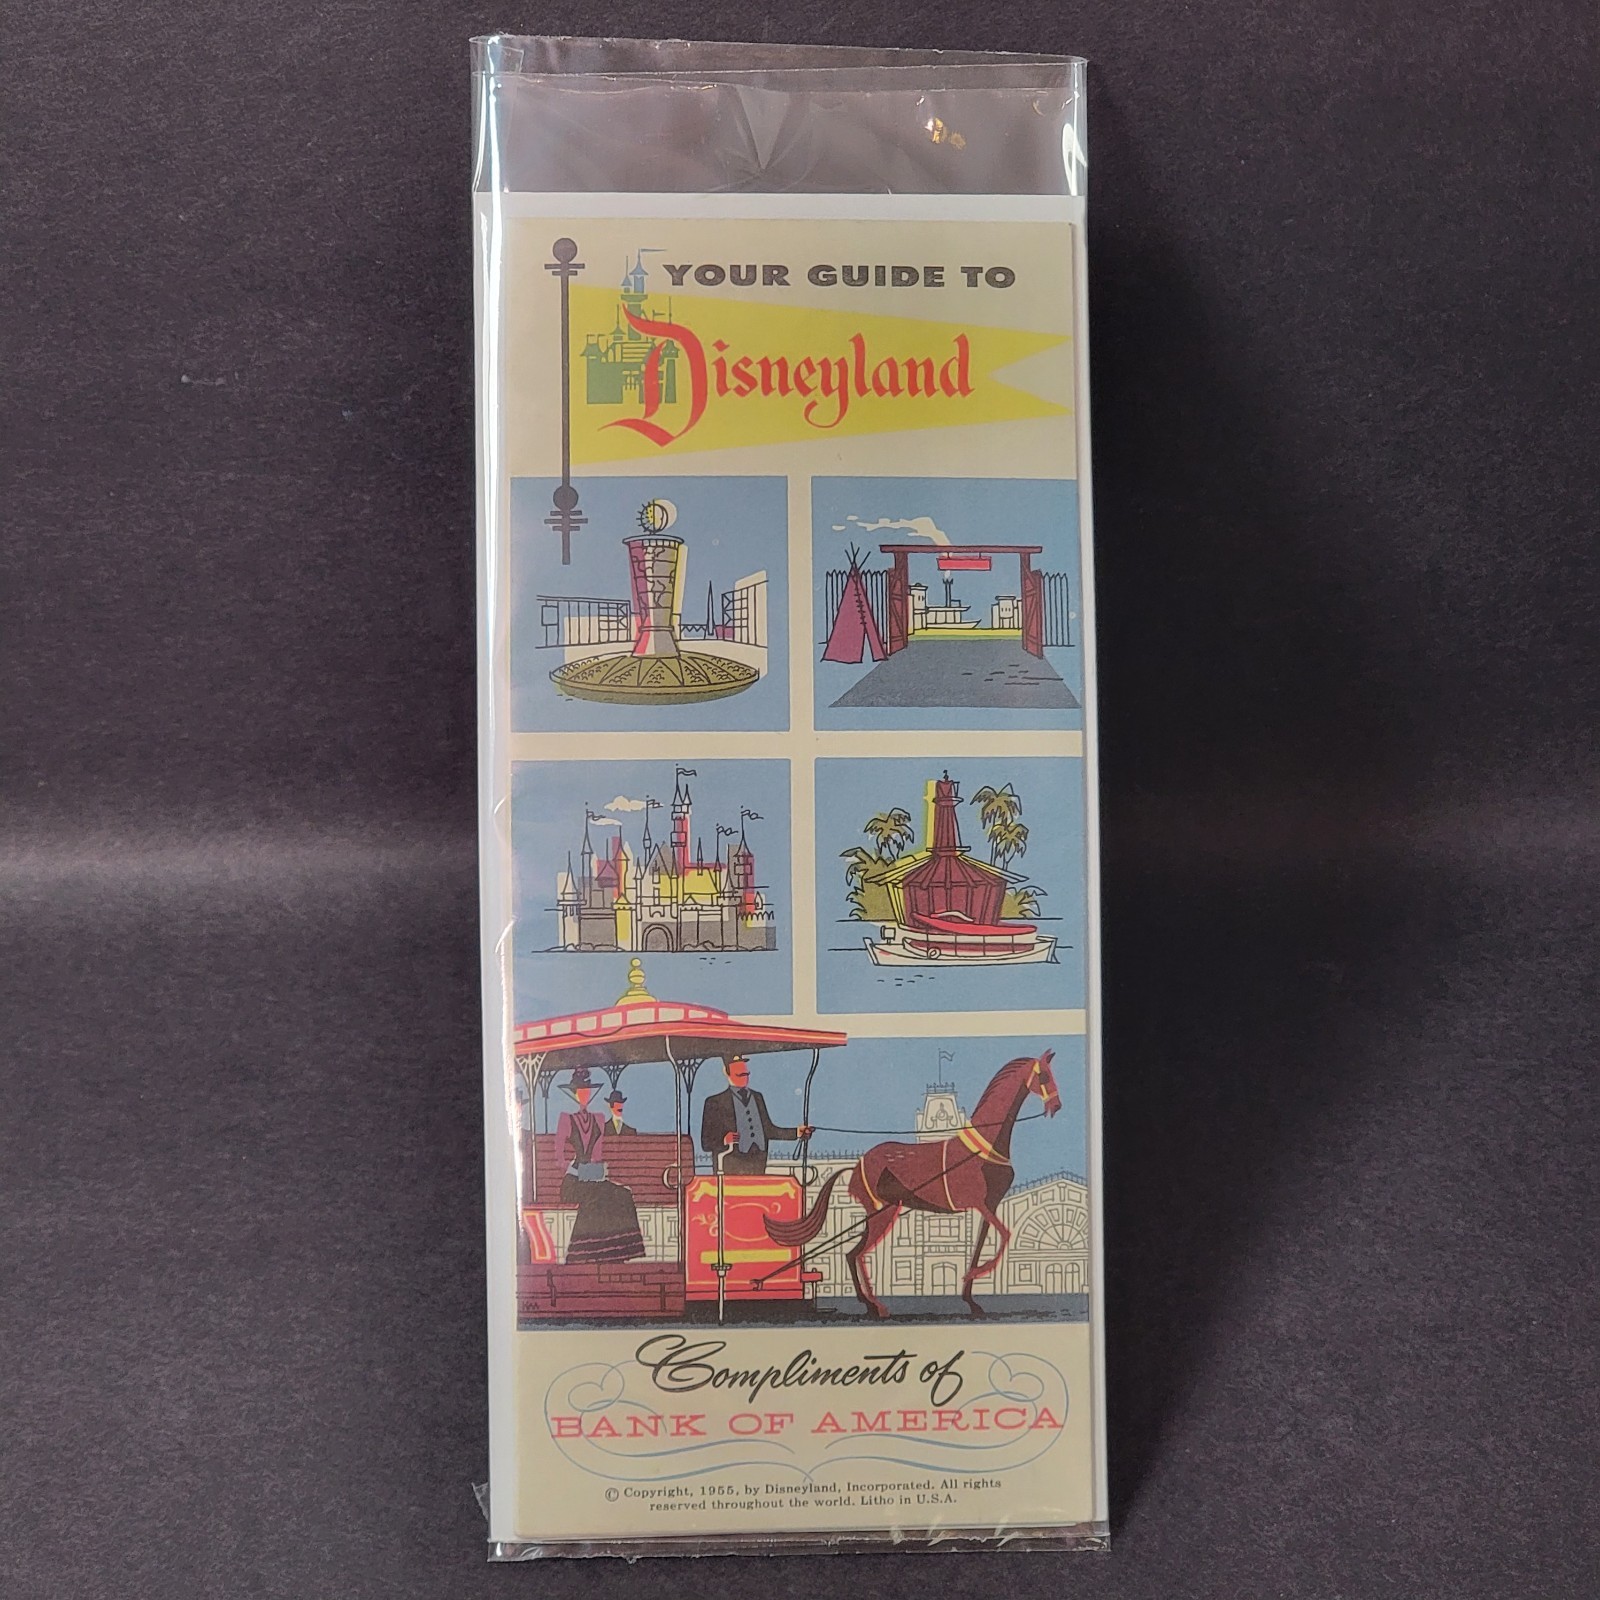 YOUR GUIDE TO
Disneyland
Compliments of
BANK OF AMERICA
© Copyright, 1955, by Disneyland, Incorporated. All rights
reserved throughout the world. Litho in U.S.A.